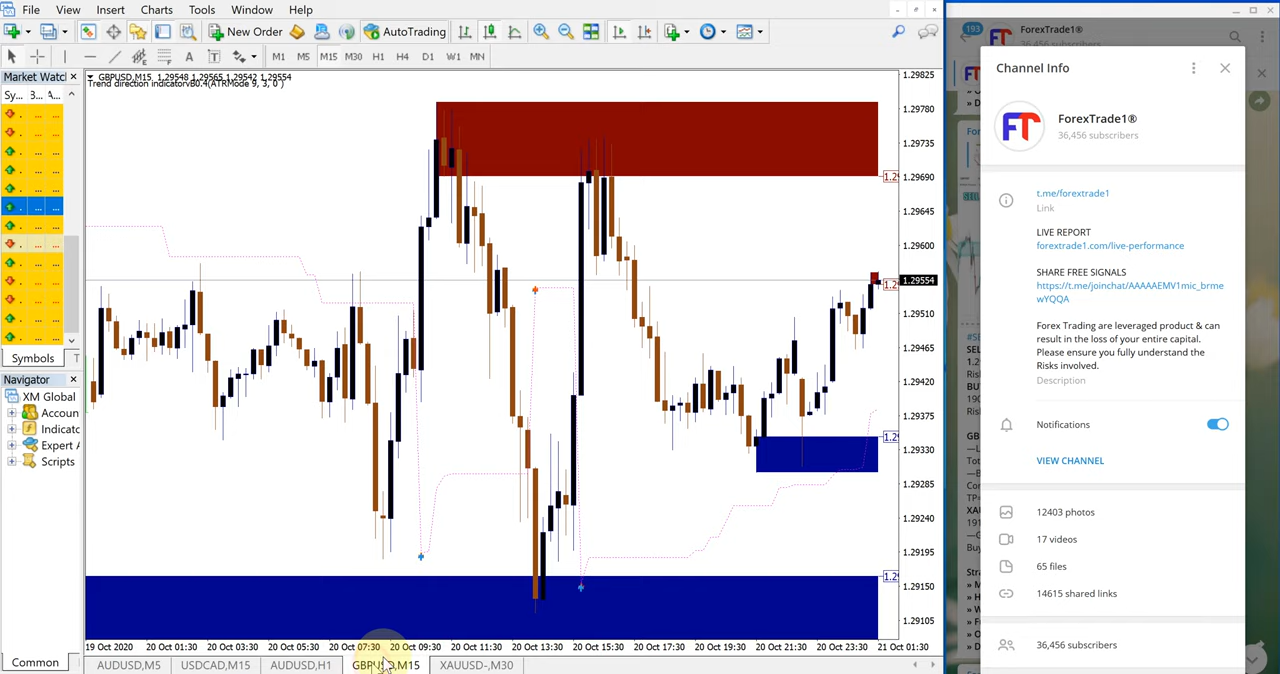 File View Insert Charts Tools Window Help
New Order AutoTrading
M1 M5 M15 M30 H1 H4 D1 W1 MN
Market Watch
Sy... B... A...
Symbols T
Navigator
XM Global
Accoun
Indicato
Expert A
Scripts
Common
GBPUSD,M15 1.29548 1.29565 1.29542 1.29554
Trend direction indicatorvB0.4(ATRMode 9, 3, 0 )
1.29825
1.29780
1.29735
1.29690
1.29645
1.29600
1.29554
1.29510
1.29465
1.29420
1.29375
1.29330
1.29285
1.29240
1.29195
1.29150
1.29105
19 Oct 2020 20 Oct 01:30 20 Oct 03:30 20 Oct 05:30 20 Oct 07:30 20 Oct 09:30 20 Oct 11:30 20 Oct 13:30 20 Oct 15:30 20 Oct 17:30 20 Oct 19:30 20 Oct 21:30 20 Oct 23:30 21 Oct 01:30
AUDUSD,M5 USDCAD,M15 AUDUSD,H1 GBPUSD,M15 XAUUSD-,M30
193
ForexTrade1®
Channel Info
FT
ForexTrade1®
36,456 subscribers
t.me/forextrade1
Link
LIVE REPORT
forextrade1.com/live-performance
SHARE FREE SIGNALS
https://t.me/joinchat/AAAAAEMV1mic_brme
wYQQA
Forex Trading are leveraged product & can
result in the loss of your entire capital.
Please ensure you fully understand the
Risks involved.
Description
Notifications
VIEW CHANNEL
12403 photos
17 videos
65 files
14615 shared links
36,456 subscribers